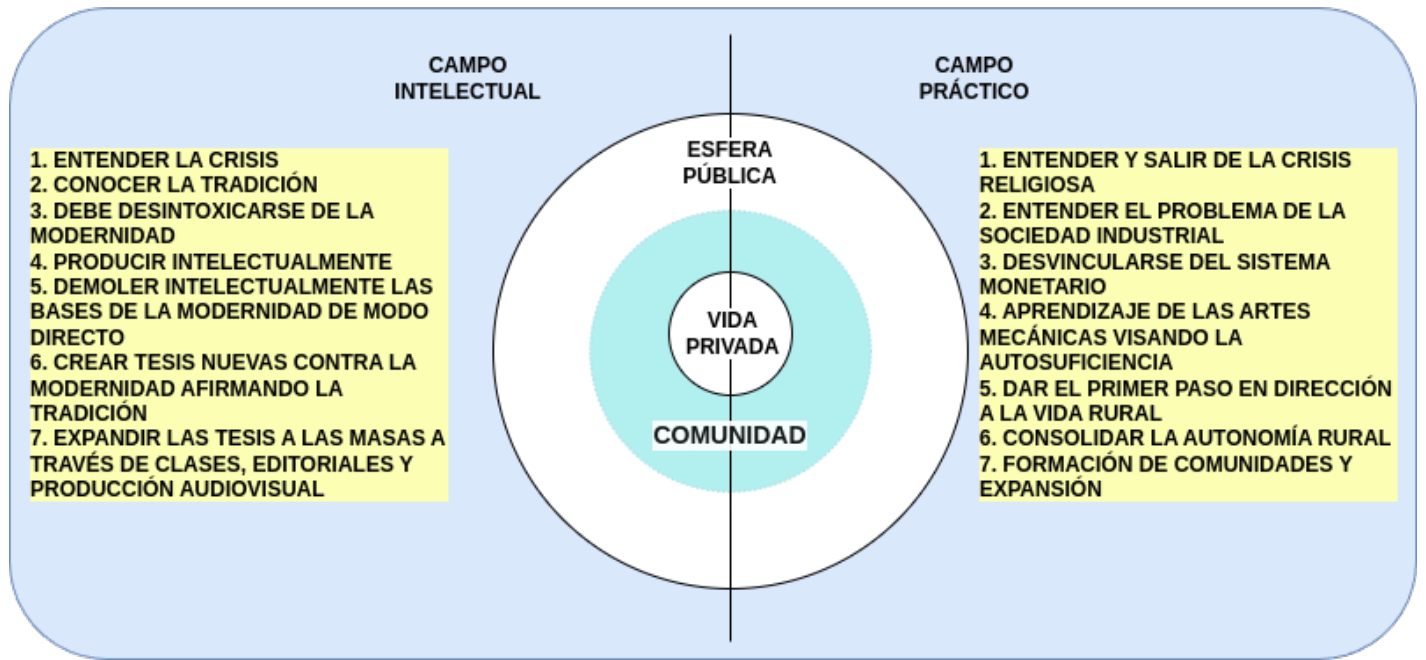 CAMPO
INTELECTUAL
CAMPO
PRÁCTICO
1. ENTENDER LA CRISIS
2. CONOCER LA TRADICIÓN
3. DEBE DESINTOXICARSE DE LA
MODERNIDAD
4. PRODUCIR INTELECTUALMENTE
5. DEMOLER INTELECTUALMENTE LAS
BASES DE LA MODERNIDAD DE MODO
DIRECTO
6. CREAR TESIS NUEVAS CONTRA LA
MODERNIDAD AFIRMANDO LA
TRADICIÓN
7. EXPANDIR LAS TESIS A LAS MASAS A
TRAVÉS DE CLASES, EDITORIALES Y
PRODUCCIÓN AUDIOVISUAL
ESFERA
PÚBLICA
VIDA
PRIVADA
COMUNIDAD
1. ENTENDER Y SALIR DE LA CRISIS
RELIGIOSA
2. ENTENDER EL PROBLEMA DE LA
SOCIEDAD INDUSTRIAL
3. DESVINCULARSE DEL SISTEMA
MONETARIO
4. APRENDIZAJE DE LAS ARTES
MECÁNICAS VISANDO LA
AUTOSUFICIENCIA
5. DAR EL PRIMER PASO EN DIRECCIÓN
A LA VIDA RURAL
6. CONSOLIDAR LA AUTONOMÍA RURAL
7. FORMACIÓN DE COMUNIDADES Y
EXPANSIÓN